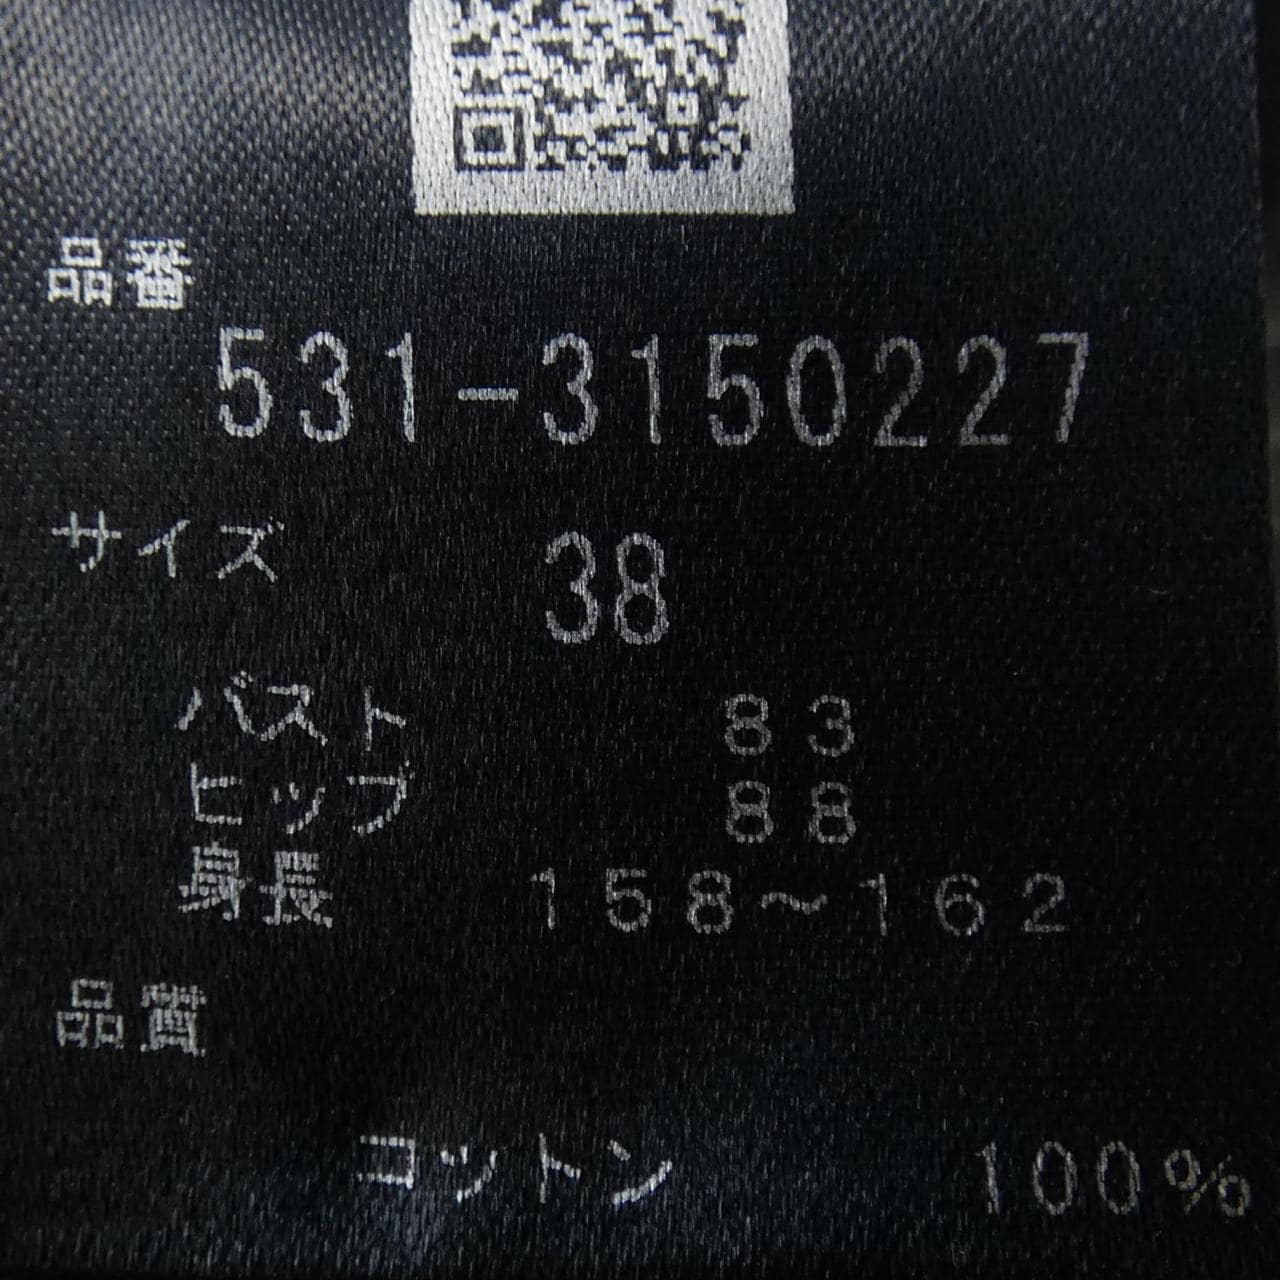 品番
531-3150227
サイズ 38
バスト 83
ヒップ 88
身長 158～162
品質
コットン 100%